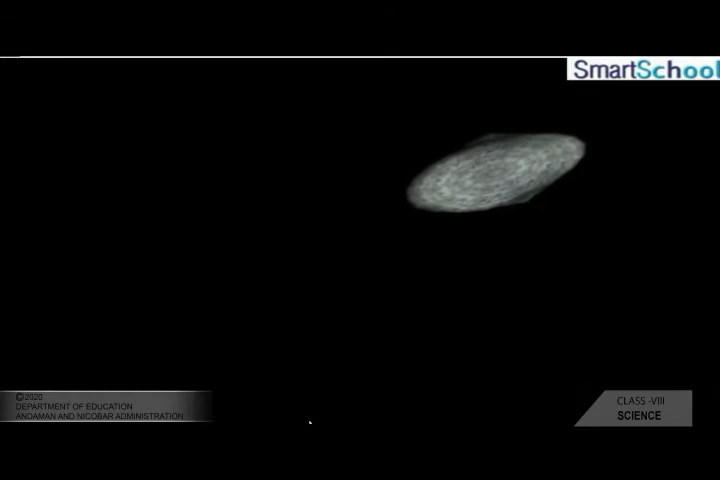 SmartSchool
©2020
DEPARTMENT OF EDUCATION
ANDAMAN AND NICOBAR ADMINISTRATION
CLASS -VIII
SCIENCE